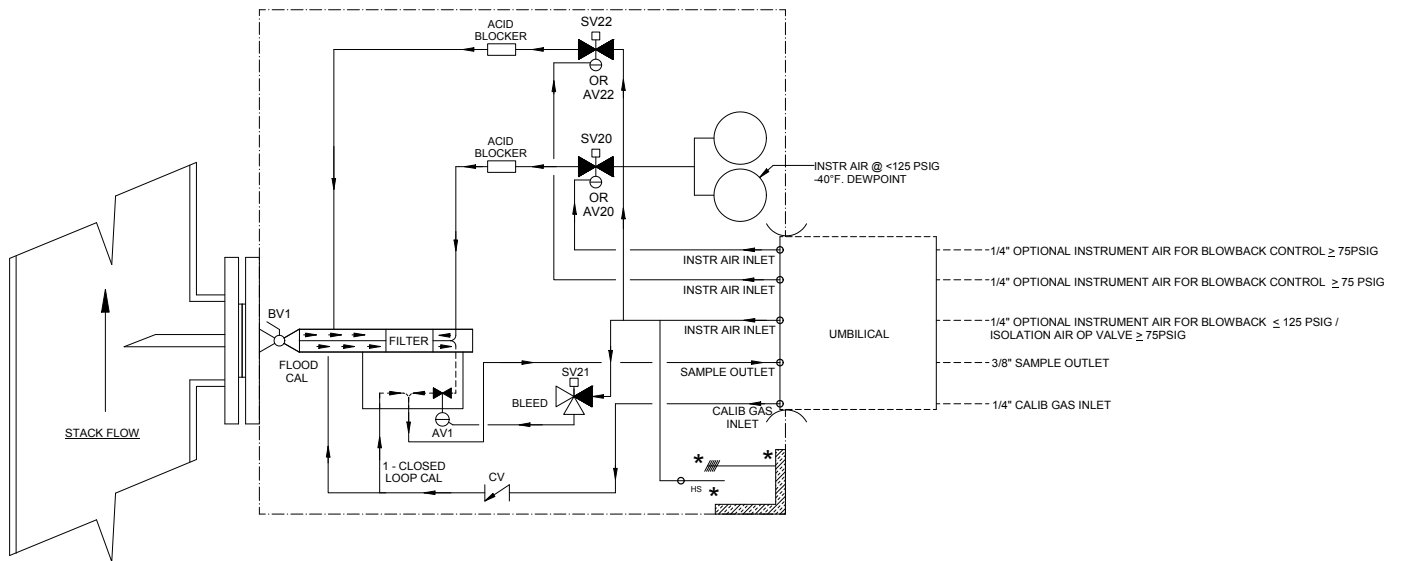 ACID
BLOCKER
SV22
OR
AV22
ACID
BLOCKER
SV20
OR
AV20
INSTR AIR @ <125 PSIG
-40°F. DEWPOINT
INSTR AIR INLET
1/4" OPTIONAL INSTRUMENT AIR FOR BLOWBACK CONTROL ≥ 75PSIG
INSTR AIR INLET
1/4" OPTIONAL INSTRUMENT AIR FOR BLOWBACK CONTROL ≥ 75 PSIG
BV1
INSTR AIR INLET
UMBILICAL
1/4" OPTIONAL INSTRUMENT AIR FOR BLOWBACK ≤ 125 PSIG /
ISOLATION AIR OP VALVE ≥ 75PSIG
FILTER
FLOOD
CAL
SAMPLE OUTLET
3/8" SAMPLE OUTLET
SV21
BLEED
CALIB GAS
INLET
1/4" CALIB GAS INLET
STACK FLOW
AV1
1 - CLOSED
LOOP CAL
CV
*
*
HS
*